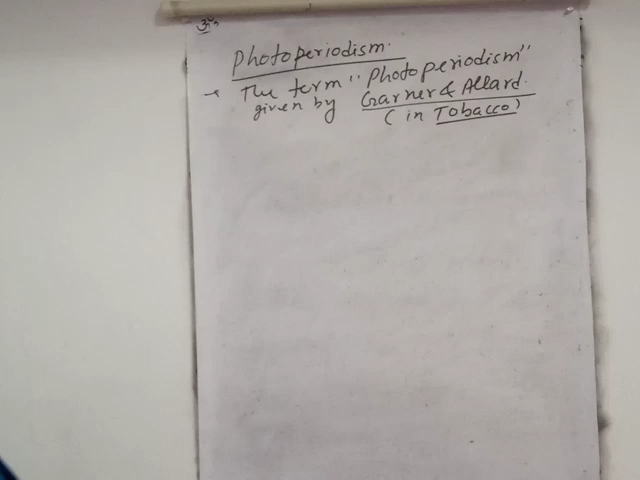 ॐ
Photoperiodism.
The term "Photoperiodism"
given by Garner & Allard.
(in Tobacco)